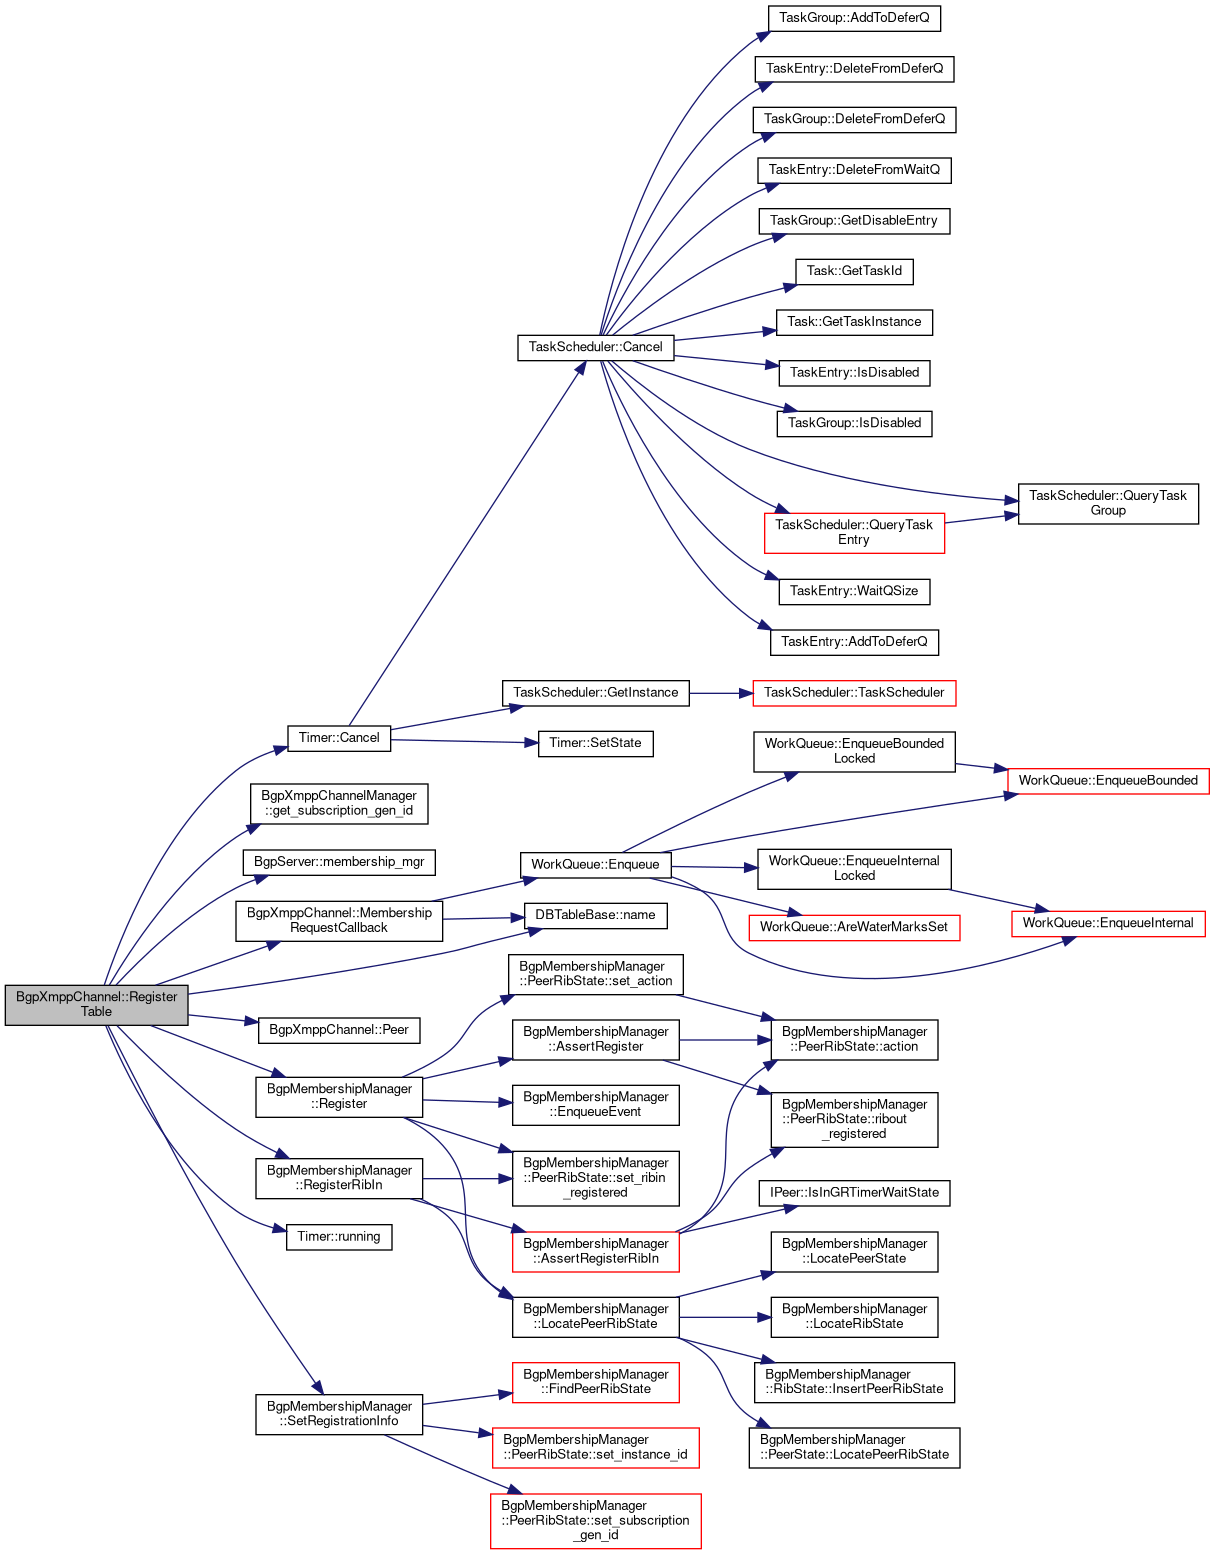 TaskGroup::AddToDeferQ
TaskEntry::DeleteFromDeferQ
TaskGroup::DeleteFromDeferQ
TaskEntry::DeleteFromWaitQ
TaskGroup::GetDisableEntry
Task::GetTaskId
Task::GetTaskInstance
TaskScheduler::Cancel
TaskEntry::IsDisabled
TaskGroup::IsDisabled
TaskScheduler::QueryTask
Group
TaskScheduler::QueryTask
Entry
TaskEntry::WaitQSize
TaskEntry::AddToDeferQ
TaskScheduler::GetInstance
TaskScheduler::TaskScheduler
Timer::Cancel
Timer::SetState
WorkQueue::EnqueueBounded
Locked
WorkQueue::EnqueueBounded
BgpXmppChannelManager
::get_subscription_gen_id
BgpServer::membership_mgr
WorkQueue::Enqueue
WorkQueue::EnqueueInternal
Locked
BgpXmppChannel::Membership
RequestCallback
DBTableBase::name
WorkQueue::AreWaterMarksSet
WorkQueue::EnqueueInternal
BgpXmppChannel::Register
Table
BgpMembershipManager
::PeerRibState::set_action
BgpXmppChannel::Peer
BgpMembershipManager
::AssertRegister
BgpMembershipManager
::PeerRibState::action
BgpMembershipManager
::Register
BgpMembershipManager
::EnqueueEvent
BgpMembershipManager
::PeerRibState::ribout
_registered
BgpMembershipManager
::RegisterRibIn
BgpMembershipManager
::PeerRibState::set_ribin
_registered
IPeer::IsInGRTimerWaitState
Timer::running
BgpMembershipManager
::AssertRegisterRibIn
BgpMembershipManager
::LocatePeerState
BgpMembershipManager
::LocatePeerRibState
BgpMembershipManager
::LocateRibState
BgpMembershipManager
::RibState::InsertPeerRibState
BgpMembershipManager
::SetRegistrationInfo
BgpMembershipManager
::FindPeerRibState
BgpMembershipManager
::PeerState::LocatePeerRibState
BgpMembershipManager
::PeerRibState::set_instance_id
BgpMembershipManager
::PeerRibState::set_subscription
_gen_id